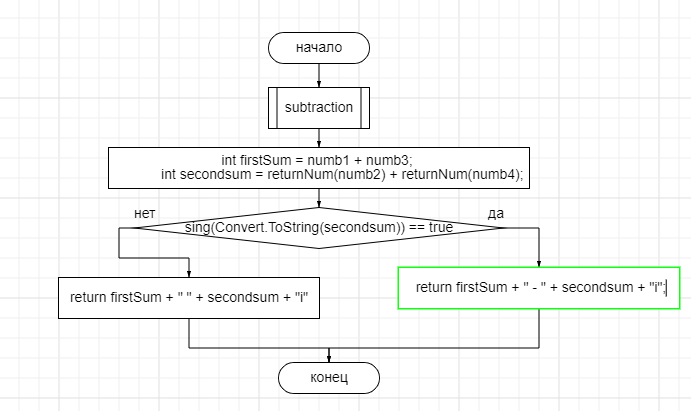 начало
subtraction
int firstSum = numb1 + numb3;
int secondsum = returnNum(numb2) + returnNum(numb4);
нет
да
sing(Convert.ToString(secondsum)) == true
return firstSum + " " + secondsum + "i"
return firstSum + " - " + secondsum + "i";
конец